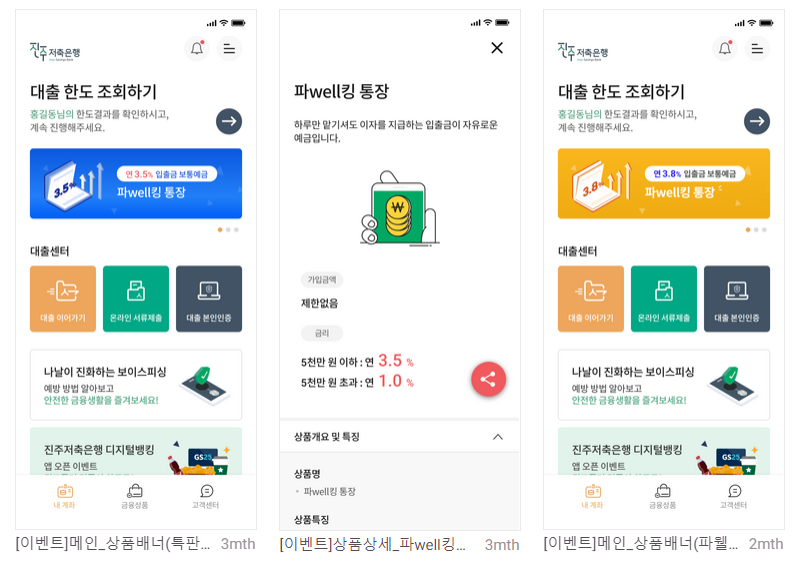 진주저축은행
대출 한도 조회하기
홍길동님의 한도결과를 확인하시고,
계속 진행해주세요.
3.5%
연 3.5% 입출금 보통예금
파well킹 통장
대출센터
대출 이어가기
온라인 서류제출
대출 본인인증
나날이 진화하는 보이스피싱
예방 방법 알아보고
안전한 금융생활을 즐겨보세요!
진주저축은행 디지털뱅킹
앱 오픈 이벤트
GS25
내 계좌
금융상품
고객센터
[이벤트]메인_상품배너(특판...
3mth
파well킹 통장
하루만 맡기셔도 이자를 지급하는 입출금이 자유로운
예금입니다.
가입금액
제한없음
금리
5천만 원 이하 : 연 3.5 %
5천만 원 초과 : 연 1.0 %
상품개요 및 특징
상품명
파well킹 통장
상품특징
[이벤트]상품상세_파well킹...
3mth
진주저축은행
대출 한도 조회하기
홍길동님의 한도결과를 확인하시고,
계속 진행해주세요.
3.8%
연 3.8% 입출금 보통예금
파well킹 통장
대출센터
대출 이어가기
온라인 서류제출
대출 본인인증
나날이 진화하는 보이스피싱
예방 방법 알아보고
안전한 금융생활을 즐겨보세요!
진주저축은행 디지털뱅킹
앱 오픈 이벤트
GS25
내 계좌
금융상품
고객센터
[이벤트]메인_상품배너(파웰...
2mth